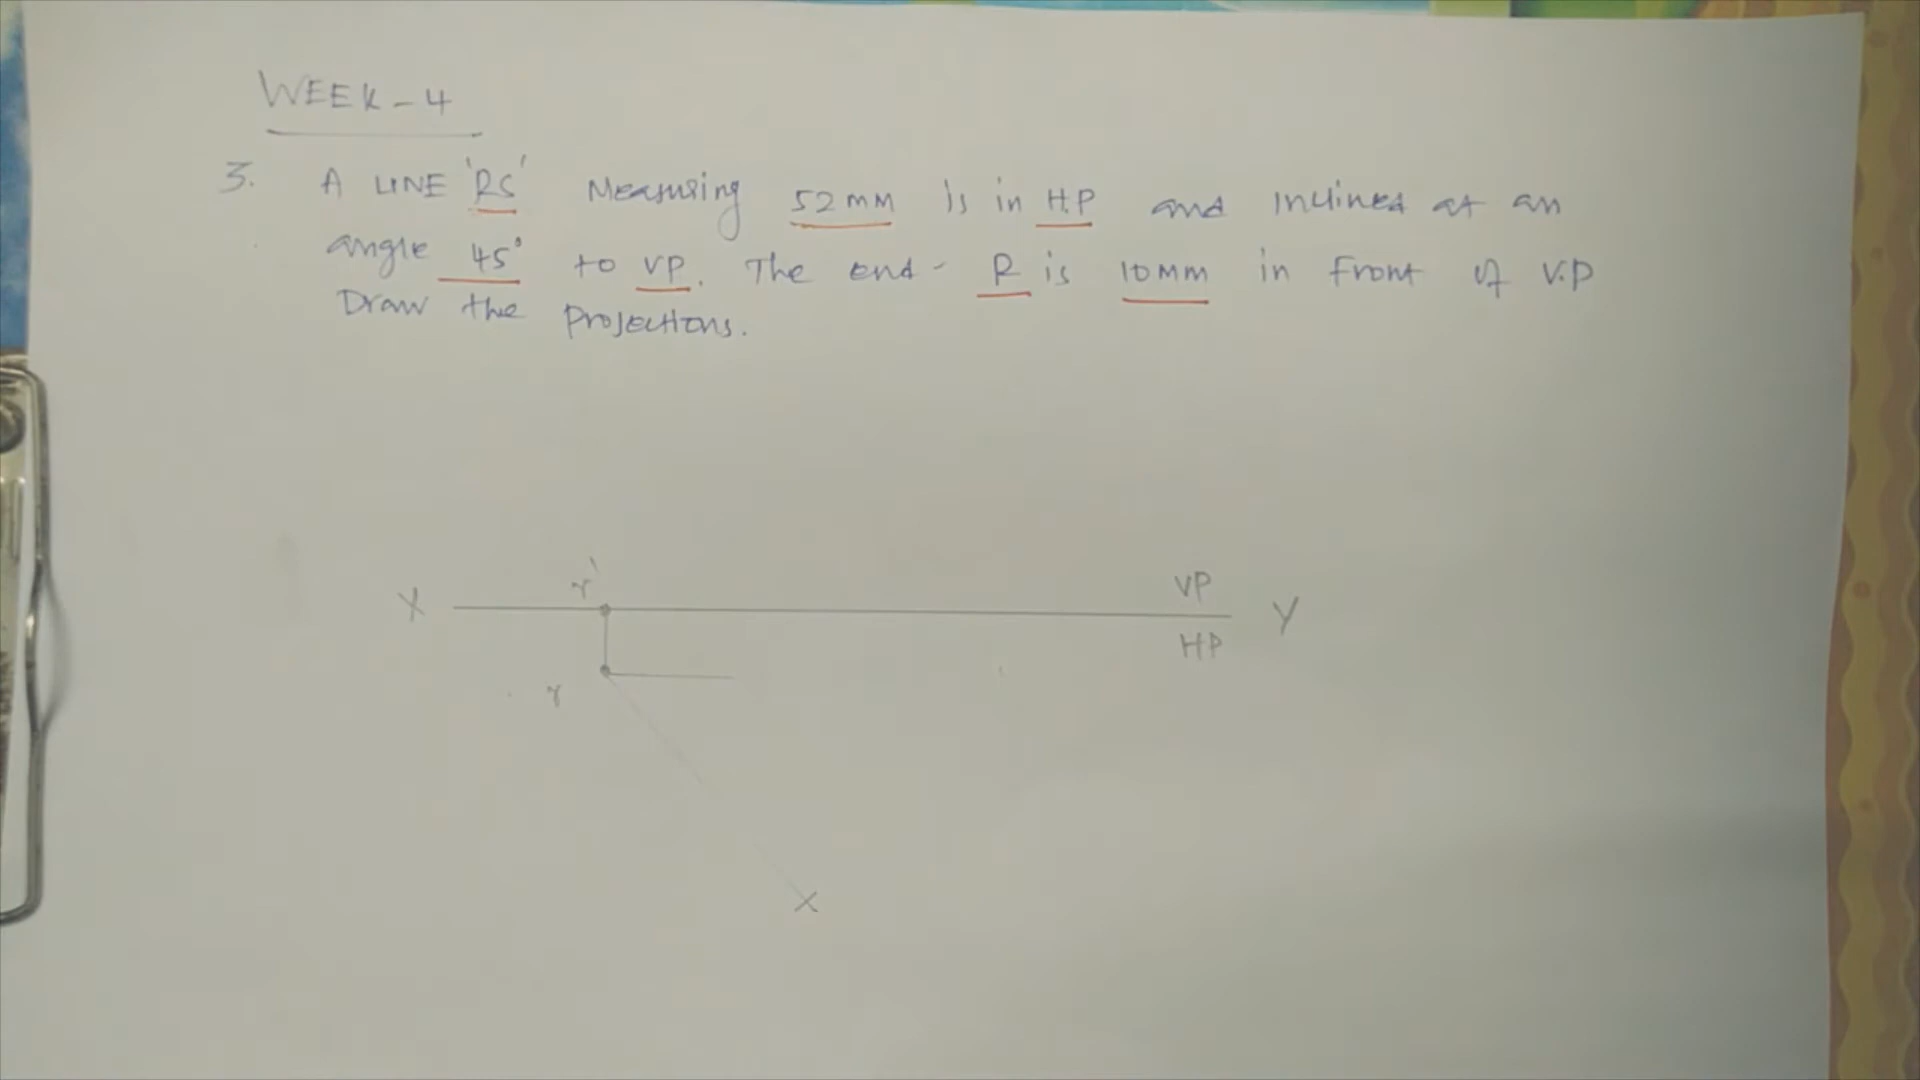 WEEK-4
3. A LINE 'RS' Measuring 52mm is in H.P and inclined at an
angle 45° to VP. The end - R is 10mm in front of V.P
Draw the projections.
r'
VP
X
Y
HP
r
X